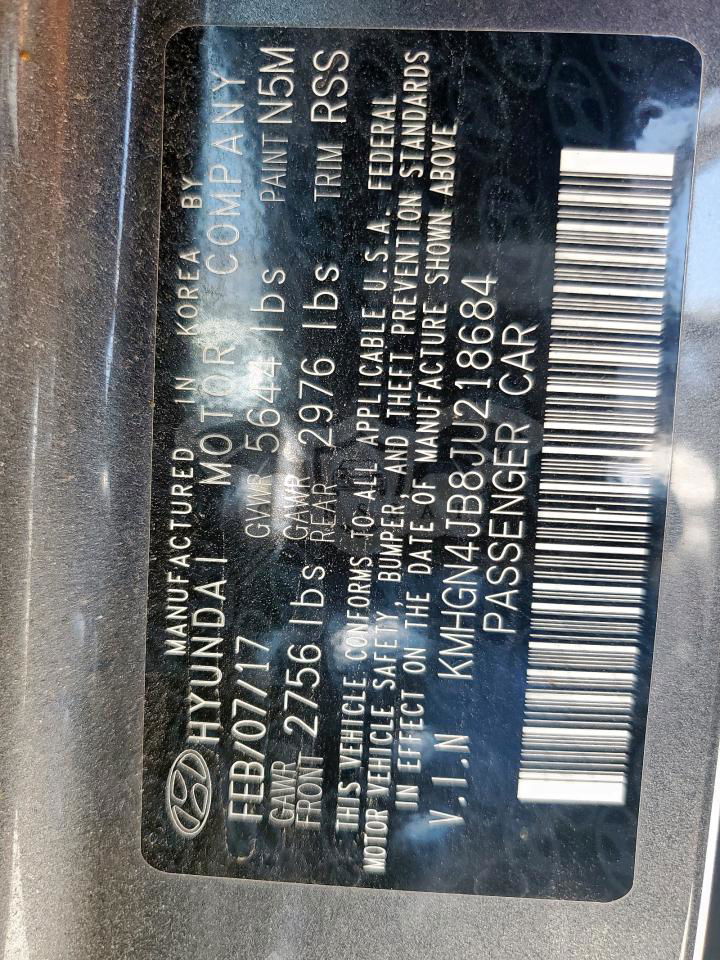 MANUFACTURED IN KOREA BY
HYUNDAI MOTOR COMPANY
FEB/07/17 GVWR 5644 lbs PAINT N5M
GAWR FRONT 2756 lbs GAWR REAR 2976 lbs TRIM RSS
THIS VEHICLE CONFORMS TO ALL APPLICABLE U.S.A. FEDERAL
MOTOR VEHICLE SAFETY, BUMPER, AND THEFT PREVENTION STANDARDS
IN EFFECT ON THE DATE OF MANUFACTURE SHOWN ABOVE
V.I.N KMHGN4JB8JU218684
PASSENGER CAR